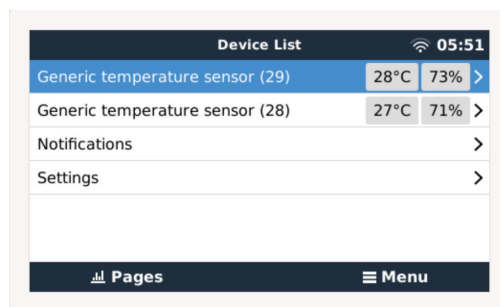 Device List 05:51
Generic temperature sensor (29) 28°C 73%
Generic temperature sensor (28) 27°C 71%
Notifications
Settings
Pages Menu